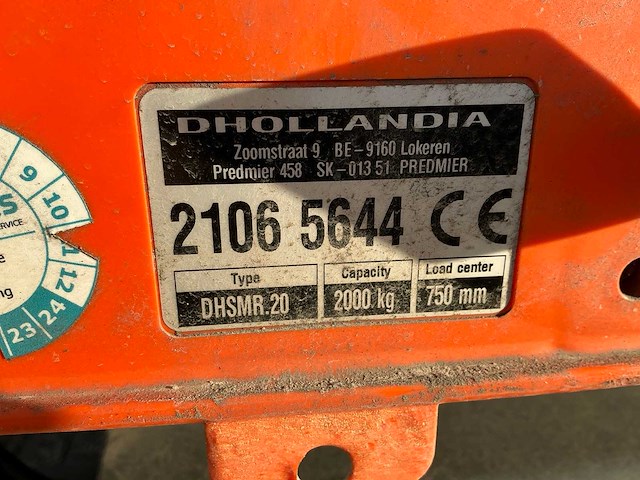 DHOLLANDIA
Zoomstraat 9 BE-9160 Lokeren
Predmier 458 SK-013 51 PREDMIER
2106 5644 CE
Type Capacity Load center
DHSMR.20 2000 kg 750 mm
9
10
12
24
23